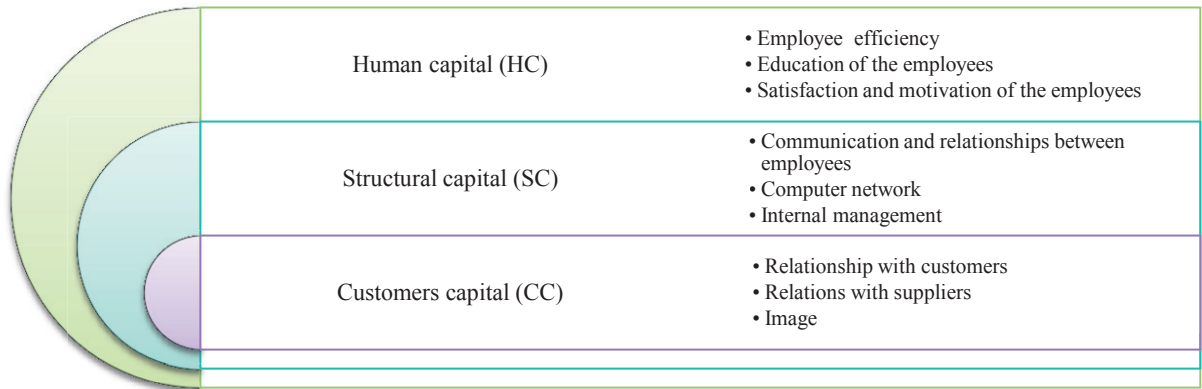 Human capital (HC)
• Employee efficiency
• Education of the employees
• Satisfaction and motivation of the employees
Structural capital (SC)
• Communication and relationships between
employees
• Computer network
• Internal management
Customers capital (CC)
• Relationship with customers
• Relations with suppliers
• Image